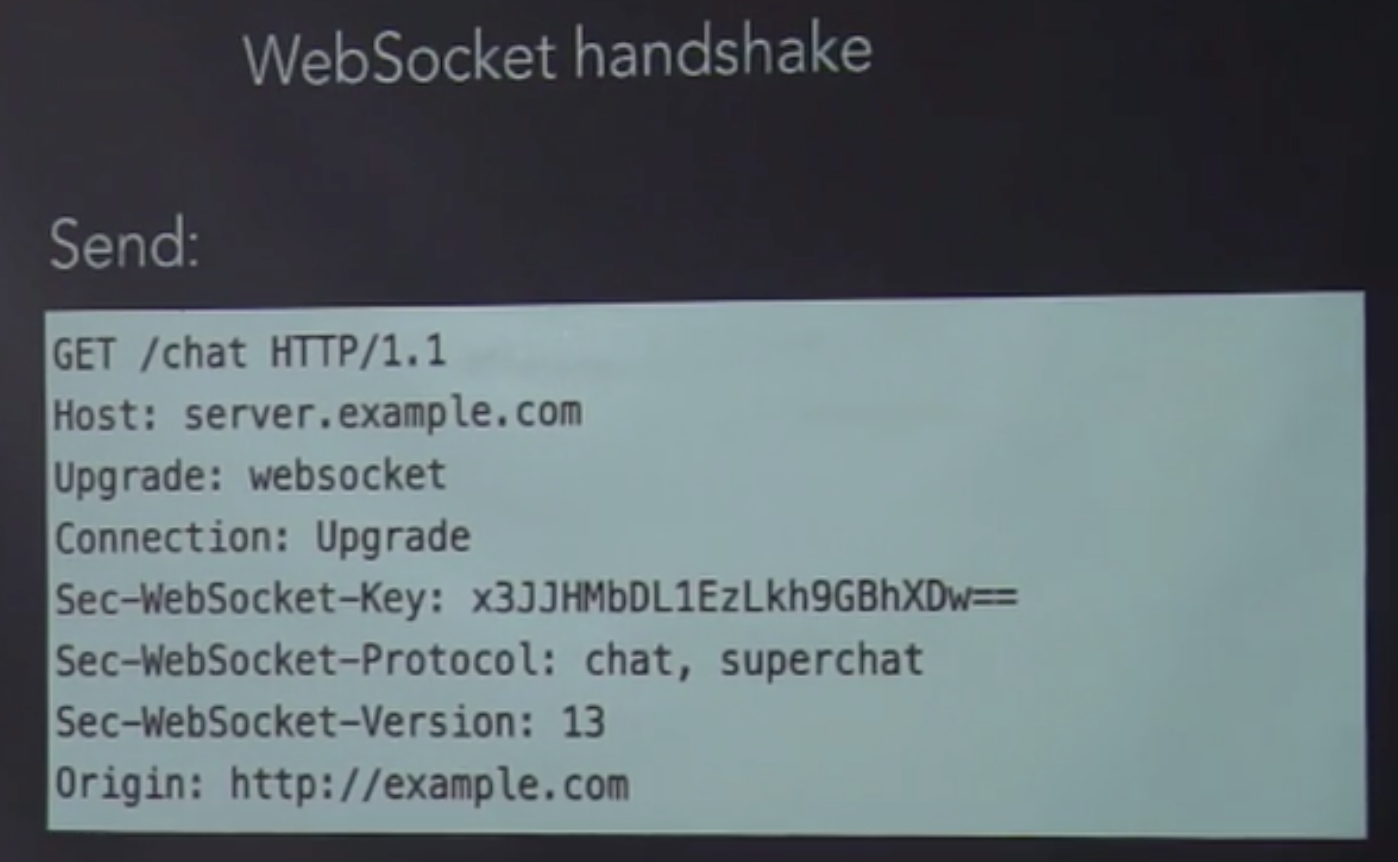 WebSocket handshake
Send:
GET /chat HTTP/1.1
Host: server.example.com
Upgrade: websocket
Connection: Upgrade
Sec-WebSocket-Key: x3JJHMbDL1EzLkh9GBhXDw==
Sec-WebSocket-Protocol: chat, superchat
Sec-WebSocket-Version: 13
Origin: http://example.com